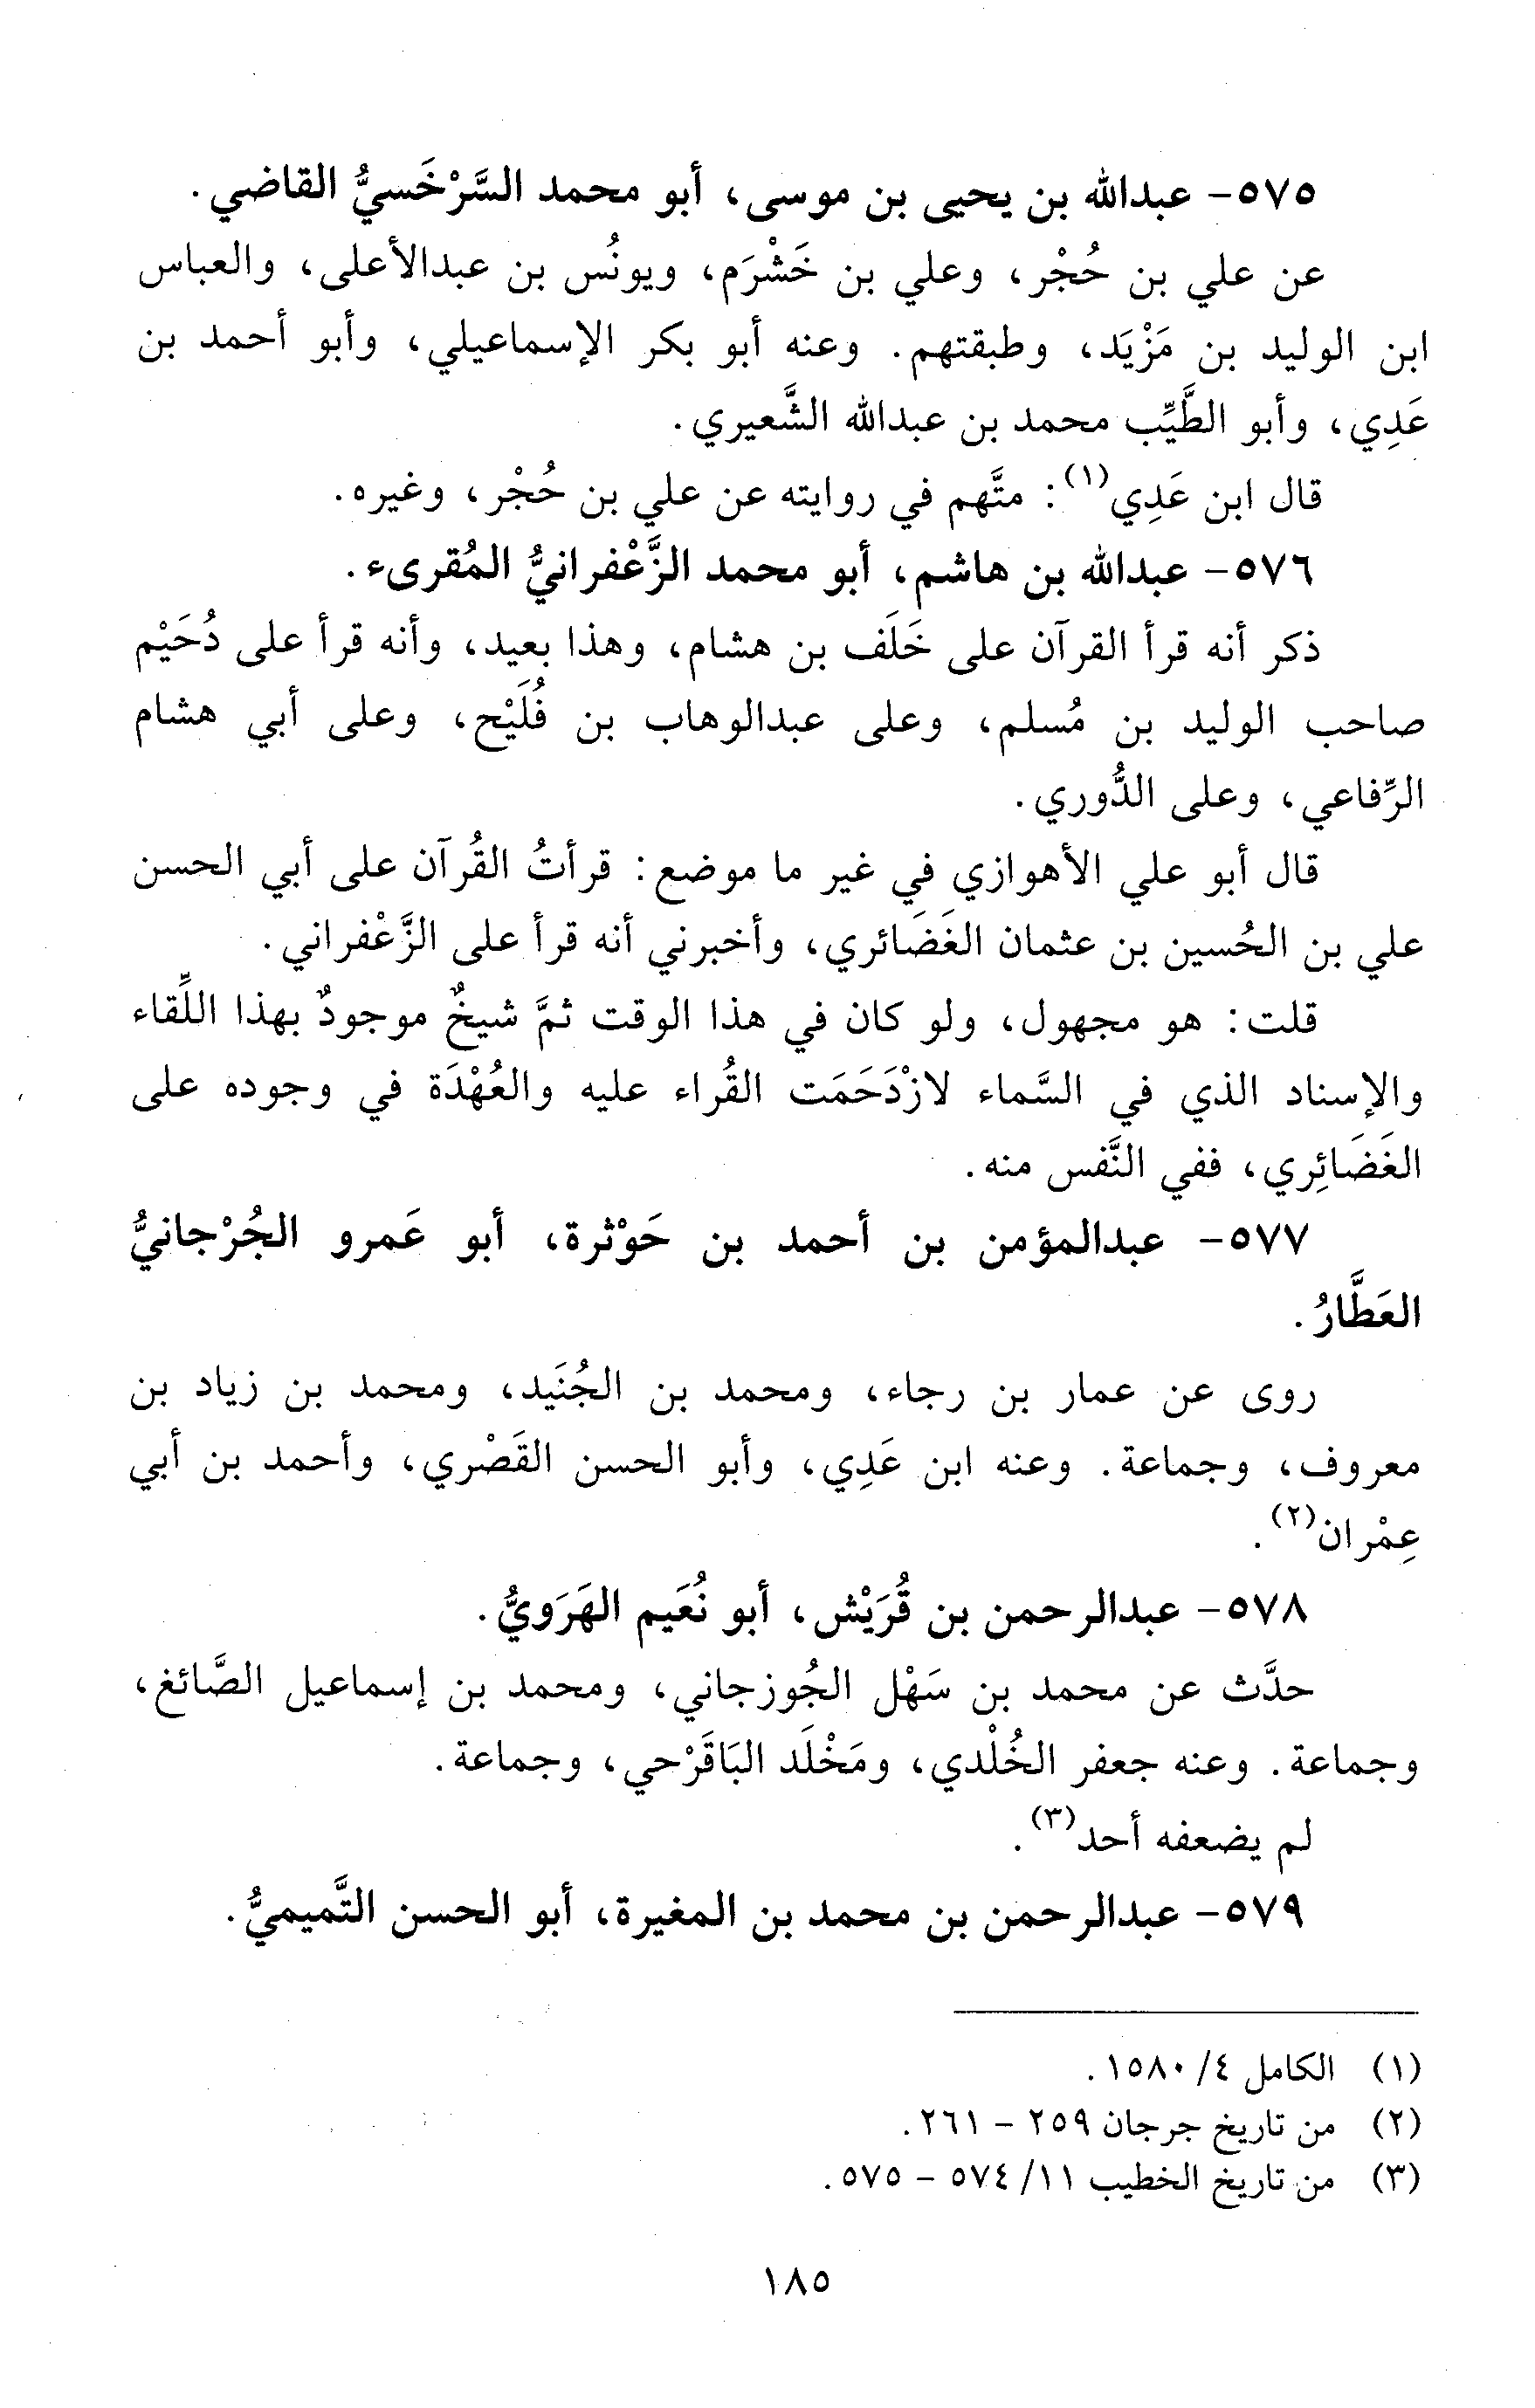 ٥٧٥- عبدالله بن يحيى بن موسى، أبو محمد السَّرْخَسيُّ القاضي.
عن علي بن حُجْر، وعلي بن خَشْرَم، ويونُس بن عبدالأعلى، والعباس
ابن الوليد بن مَزْيَد، وطبقتهم. وعنه أبو بكر الإسماعيلي، وأبو أحمد بن
عَدِي، وأبو الطَّيِّب محمد بن عبدالله الشَّعيري.
قال ابن عَدِي(١): متَّهم في روايته عن علي بن حُجْر، وغيره.
٥٧٦- عبدالله بن هاشم، أبو محمد الزَّعْفرانيُّ المُقرىء.
ذكر أنه قرأ القرآن على خَلَف بن هشام، وهذا بعيد، وأنه قرأ على دُحَيْم
صاحب الوليد بن مُسلم، وعلى عبدالوهاب بن فُلَيْح، وعلى أبي هشام
الرِّفاعي، وعلى الدُّوري.
قال أبو علي الأهوازي في غير ما موضع: قرأتُ القُرآن على أبي الحسن
علي بن الحُسين بن عثمان الغَضَائري، وأخبرني أنه قرأ على الزَّعْفراني.
قلت: هو مجهول، ولو كان في هذا الوقت ثمَّ شيخٌ موجودٌ بهذا اللِّقاء
والإسناد الذي في السَّماء لازْدَحَمَت القُراء عليه والعُهْدَة في وجوده على
الغَضَائِري، ففي النَّفس منه.
٥٧٧- عبدالمؤمن بن أحمد بن حَوْثرة، أبو عَمرو الجُرْجانيُّ
العَطَّارُ.
روى عن عمار بن رجاء، ومحمد بن الجُنَيد، ومحمد بن زياد بن
معروف، وجماعة. وعنه ابن عَدِي، وأبو الحسن القَصْري، وأحمد بن أبي
عِمْران(٢).
٥٧٨- عبدالرحمن بن قُرَيْش، أبو نُعَيم الهَرَويُّ.
حدَّث عن محمد بن سَهْل الجُوزجاني، ومحمد بن إسماعيل الصَّائغ،
وجماعة. وعنه جعفر الخُلْدي، ومَخْلَد البَاقَرْحي، وجماعة.
لم يضعفه أحد(٣).
٥٧٩- عبدالرحمن بن محمد بن المغيرة، أبو الحسن التَّميميُّ.
(١) الكامل ٤/ ١٥٨٠.
(٢) من تاريخ جرجان ٢٥٩ - ٢٦١.
(٣) من تاريخ الخطيب ١١/ ٥٧٤ - ٥٧٥.
١٨٥